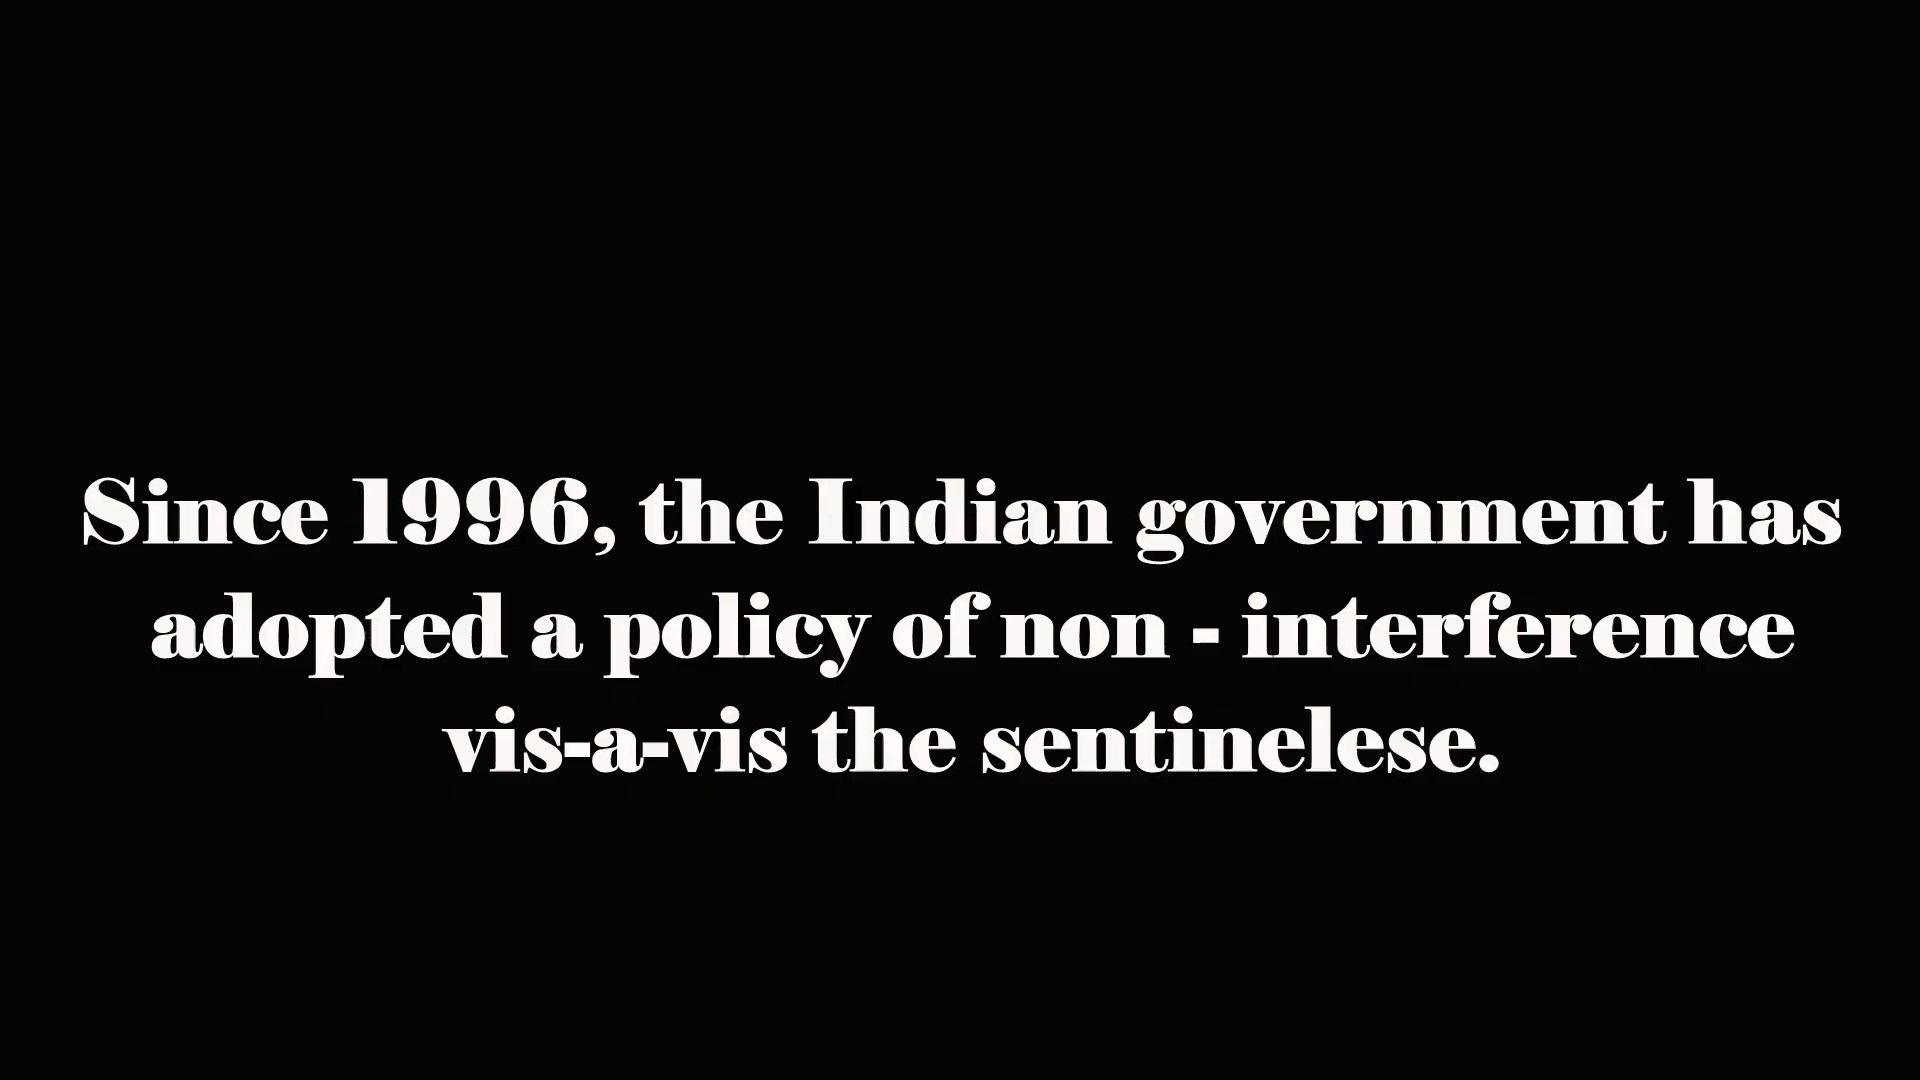 Since 1996, the Indian government has
adopted a policy of non - interference
vis-a-vis the sentinelese.